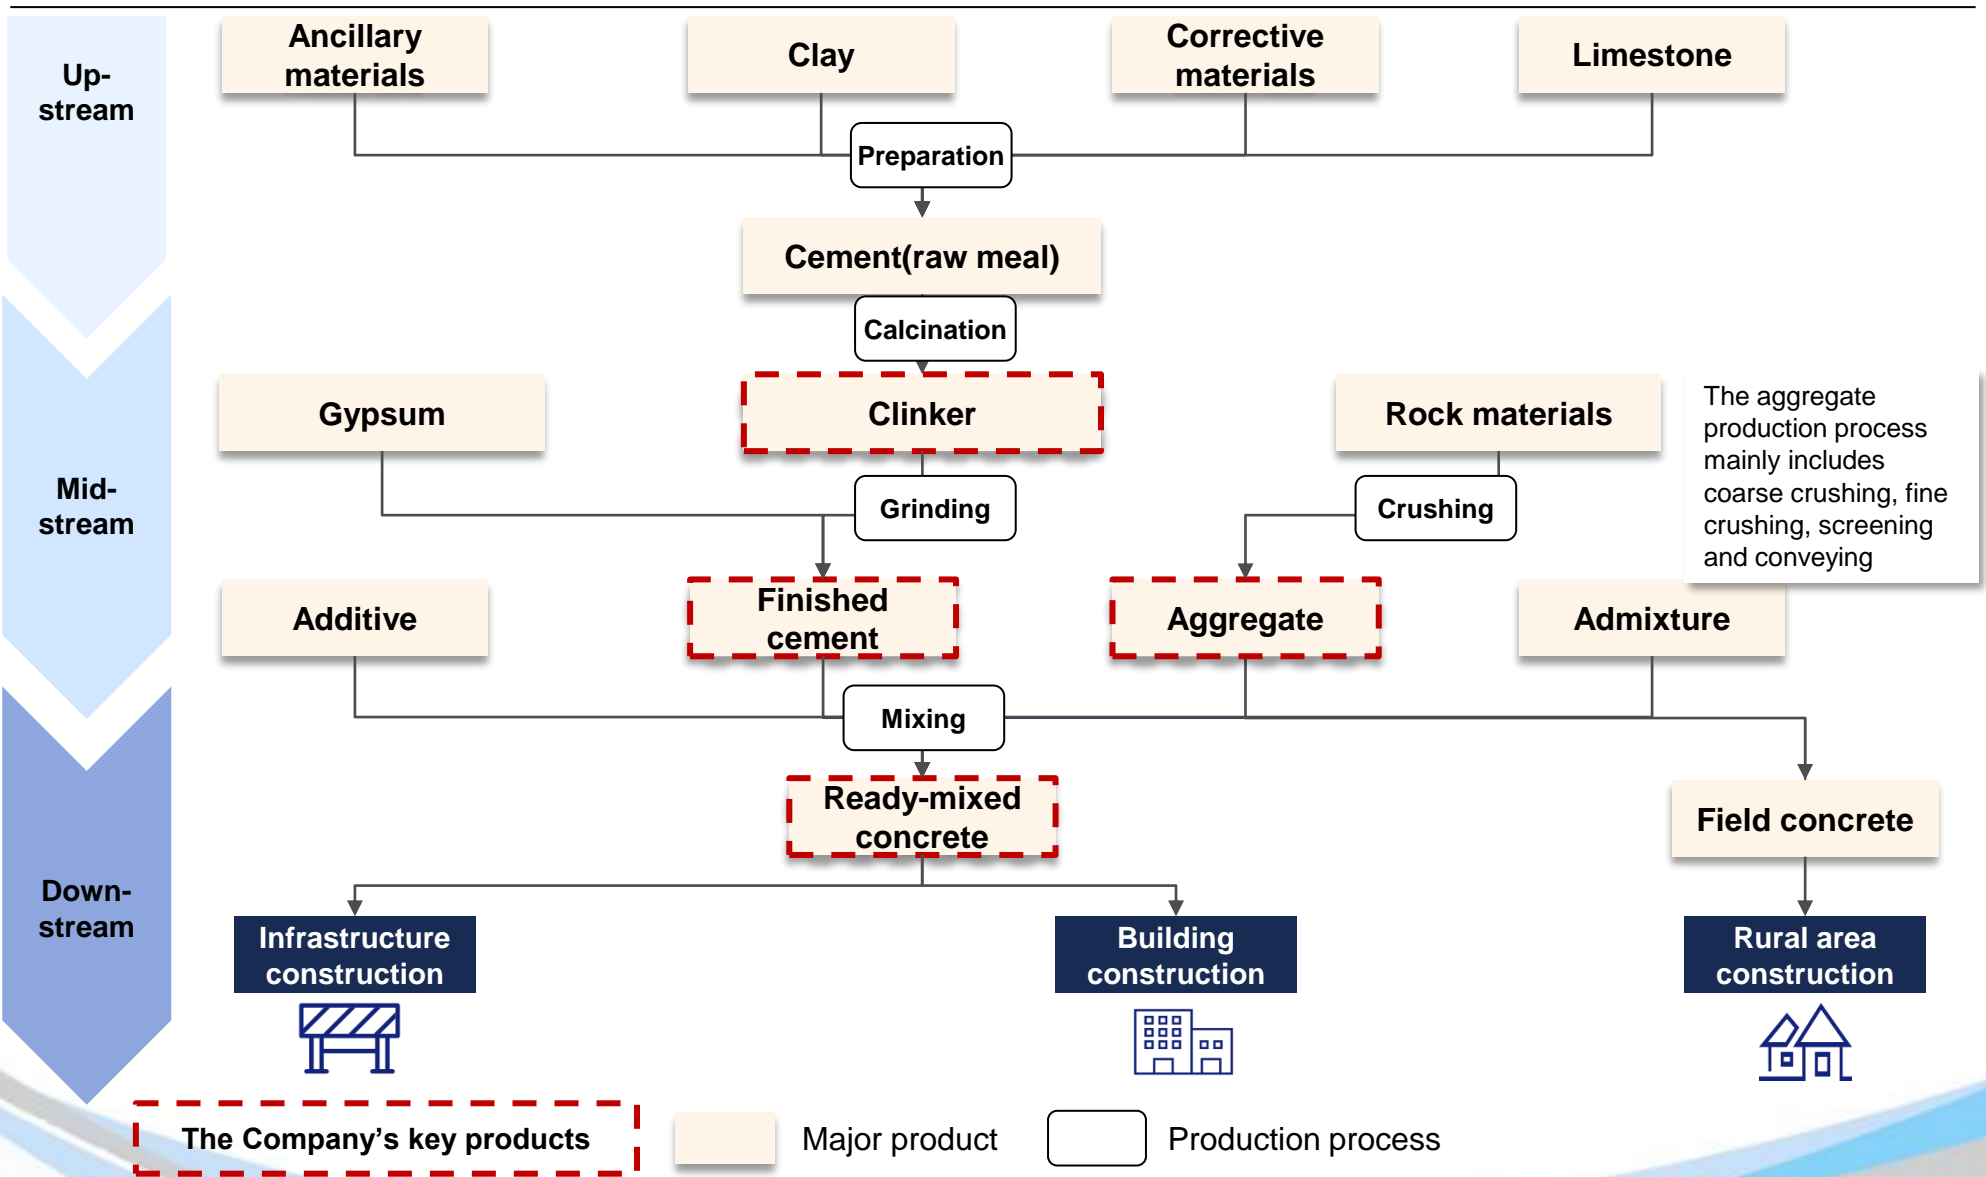 Up-
stream
Ancillary
materials
Clay
Corrective
materials
Limestone
Preparation
Cement(raw meal)
Calcination
Mid-
stream
Gypsum
Clinker
Rock materials
The aggregate
production process
mainly includes
coarse crushing, fine
crushing, screening
and conveying
Grinding
Crushing
Additive
Finished
cement
Aggregate
Admixture
Mixing
Down-
stream
Ready-mixed
concrete
Field concrete
Infrastructure
construction
Building
construction
Rural area
construction
The Company’s key products
Major product
Production process